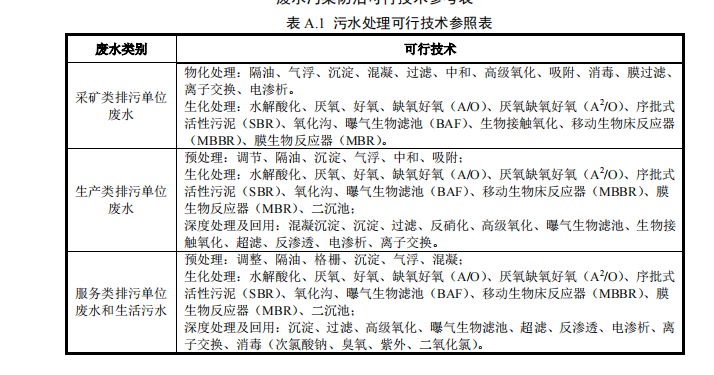 废水污染防治可行技术参考表
表 A.1 污水处理可行技术参照表
废水类别
可行技术
采矿类排污单位
废水
物化处理：隔油、气浮、沉淀、混凝、过滤、中和、高级氧化、吸附、消毒、膜过滤、
离子交换、电渗析。
生化处理：水解酸化、厌氧、好氧、缺氧好氧（A/O）、厌氧缺氧好氧（A²/O）、序批式
活性污泥（SBR）、氧化沟、曝气生物滤池（BAF）、生物接触氧化、移动生物床反应器
（MBBR）、膜生物反应器（MBR）。
生产类排污单位
废水
预处理：调节、隔油、沉淀、气浮、中和、吸附；
生化处理：水解酸化、厌氧、好氧、缺氧好氧（A/O）、厌氧缺氧好氧（A²/O）、序批式
活性污泥（SBR）、氧化沟、曝气生物滤池（BAF）、移动生物床反应器（MBBR）、膜
生物反应器（MBR）、二沉池；
深度处理及回用：混凝沉淀、沉淀、过滤、反硝化、高级氧化、曝气生物滤池、生物接
触氧化、超滤、反渗透、电渗析、离子交换。
服务类排污单位
废水和生活污水
预处理：调整、隔油、格栅、沉淀、气浮、混凝；
生化处理：水解酸化、厌氧、好氧、缺氧好氧（A/O）、厌氧缺氧好氧（A²/O）、序批式
活性污泥（SBR）、氧化沟、曝气生物滤池（BAF）、移动生物床反应器（MBBR）、膜
生物反应器（MBR）、二沉池；
深度处理及回用：沉淀、过滤、高级氧化、曝气生物滤池、超滤、反渗透、电渗析、离
子交换、消毒（次氯酸钠、臭氧、紫外、二氧化氯）。